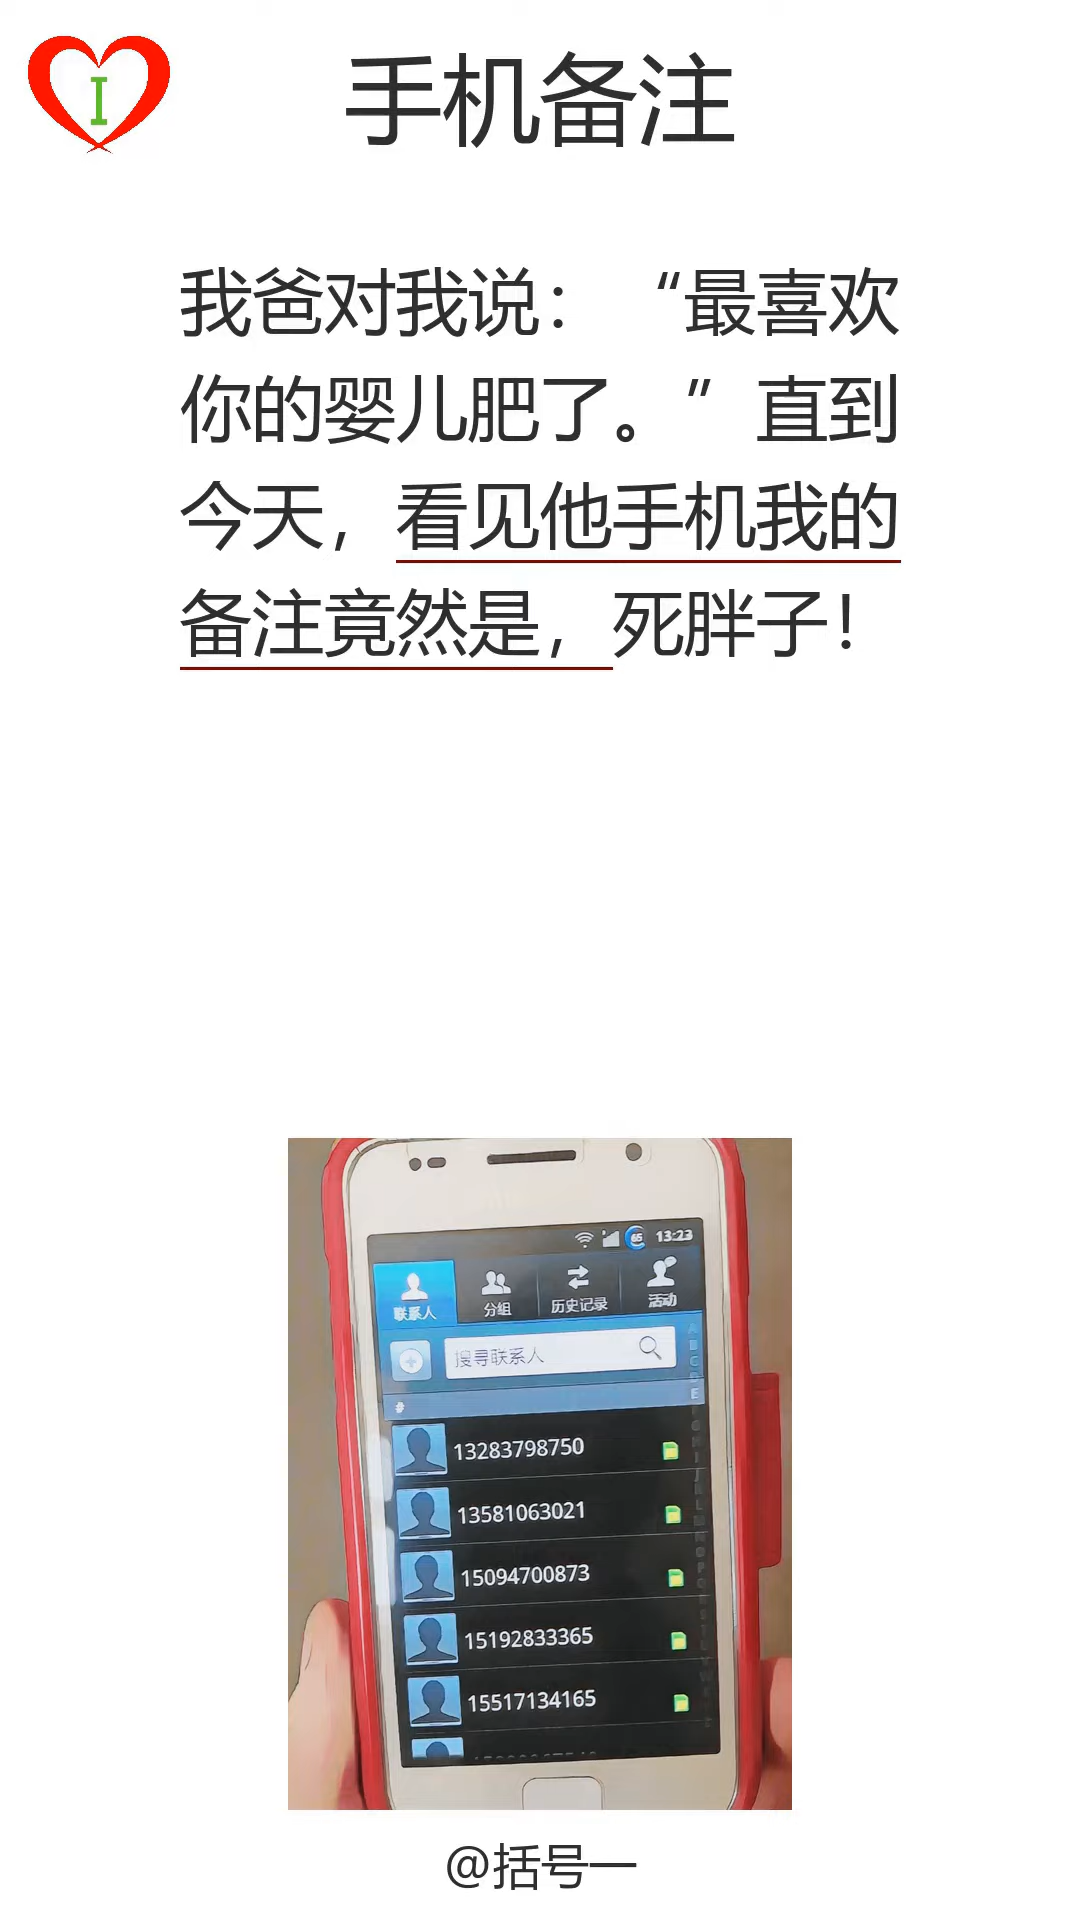 I
手机备注
我爸对我说：“最喜欢
你的婴儿肥了。”直到
今天，看见他手机我的
备注竟然是，死胖子！
65 13:23
联系人 分组 历史记录 活动
搜寻联系人
#
13283798750
13581063021
15094700873
15192833365
15517134165
@括号一